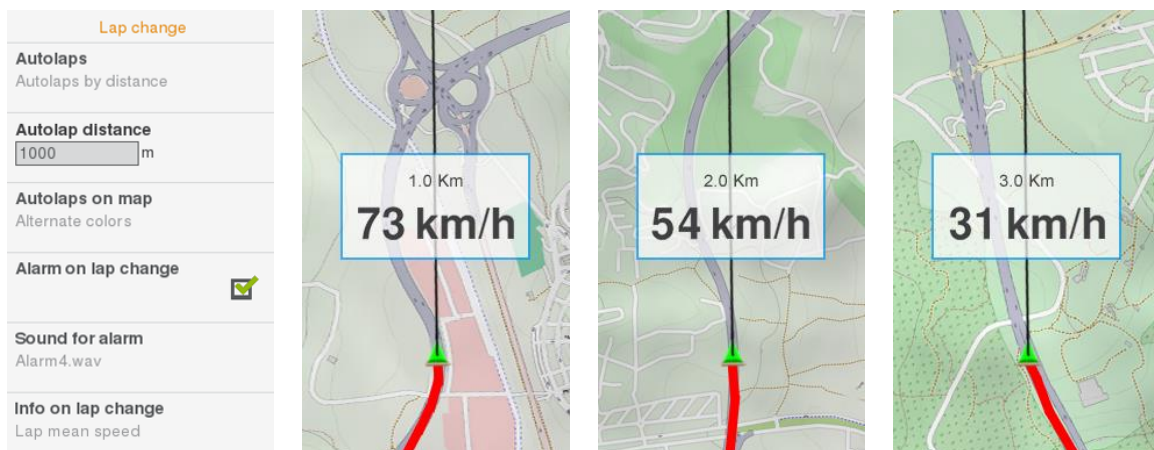 Lap change
Autolaps
Autolaps by distance
Autolap distance
1000 m
Autolaps on map
Alternate colors
Alarm on lap change
Sound for alarm
Alarm4.wav
Info on lap change
Lap mean speed
1.0 Km
73 km/h
2.0 Km
54 km/h
3.0 Km
31 km/h